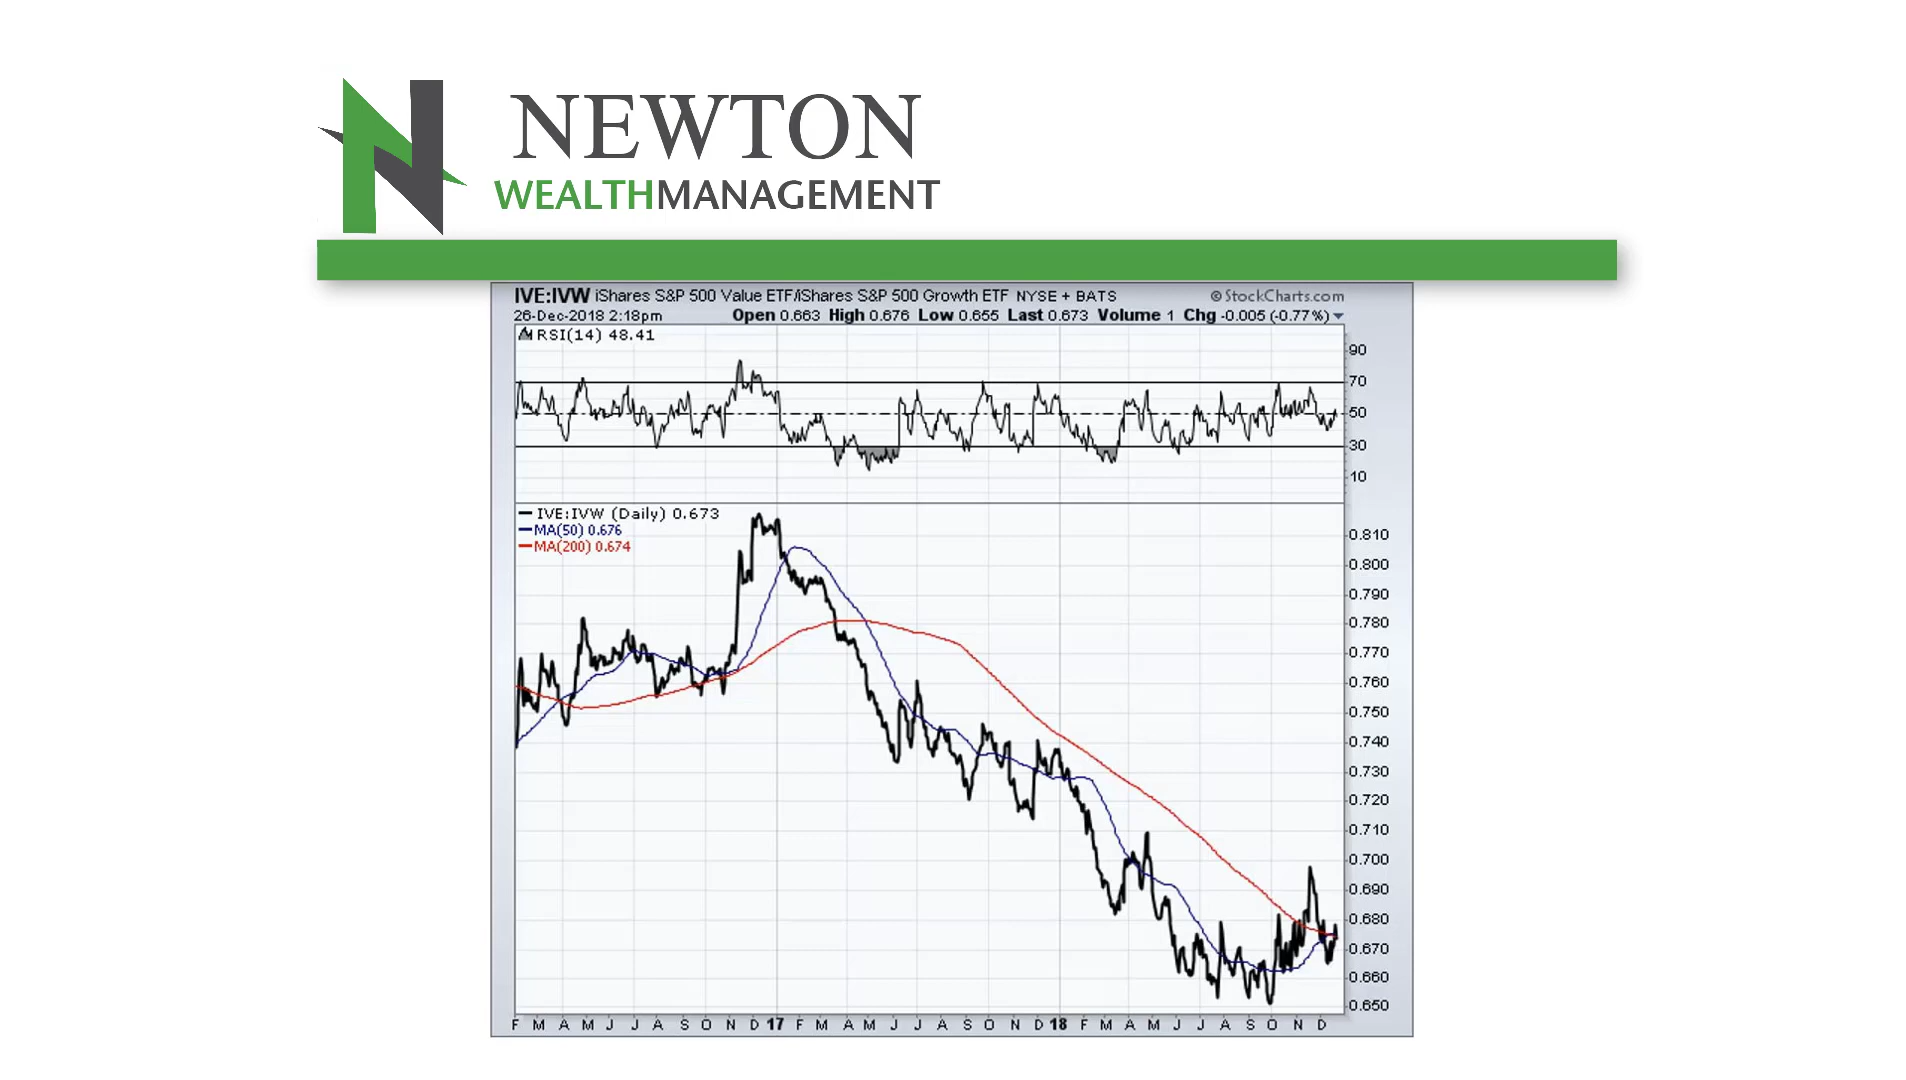 NEWTON
WEALTHMANAGEMENT
IVE:IVW iShares S&P 500 Value ETF/iShares S&P 500 Growth ETF NYSE + BATS © StockCharts.com
26-Dec-2018 2:18pm Open 0.663 High 0.676 Low 0.655 Last 0.673 Volume 1 Chg -0.005 (-0.77%)
RSI(14) 48.41
90
70
50
30
10
IVE:IVW (Daily) 0.673
MA(50) 0.676
MA(200) 0.674
0.810
0.800
0.790
0.780
0.770
0.760
0.750
0.740
0.730
0.720
0.710
0.700
0.690
0.680
0.670
0.660
0.650
F M A M J J A S O N D 17 F M A M J J A S O N D 18 F M A M J J A S O N D